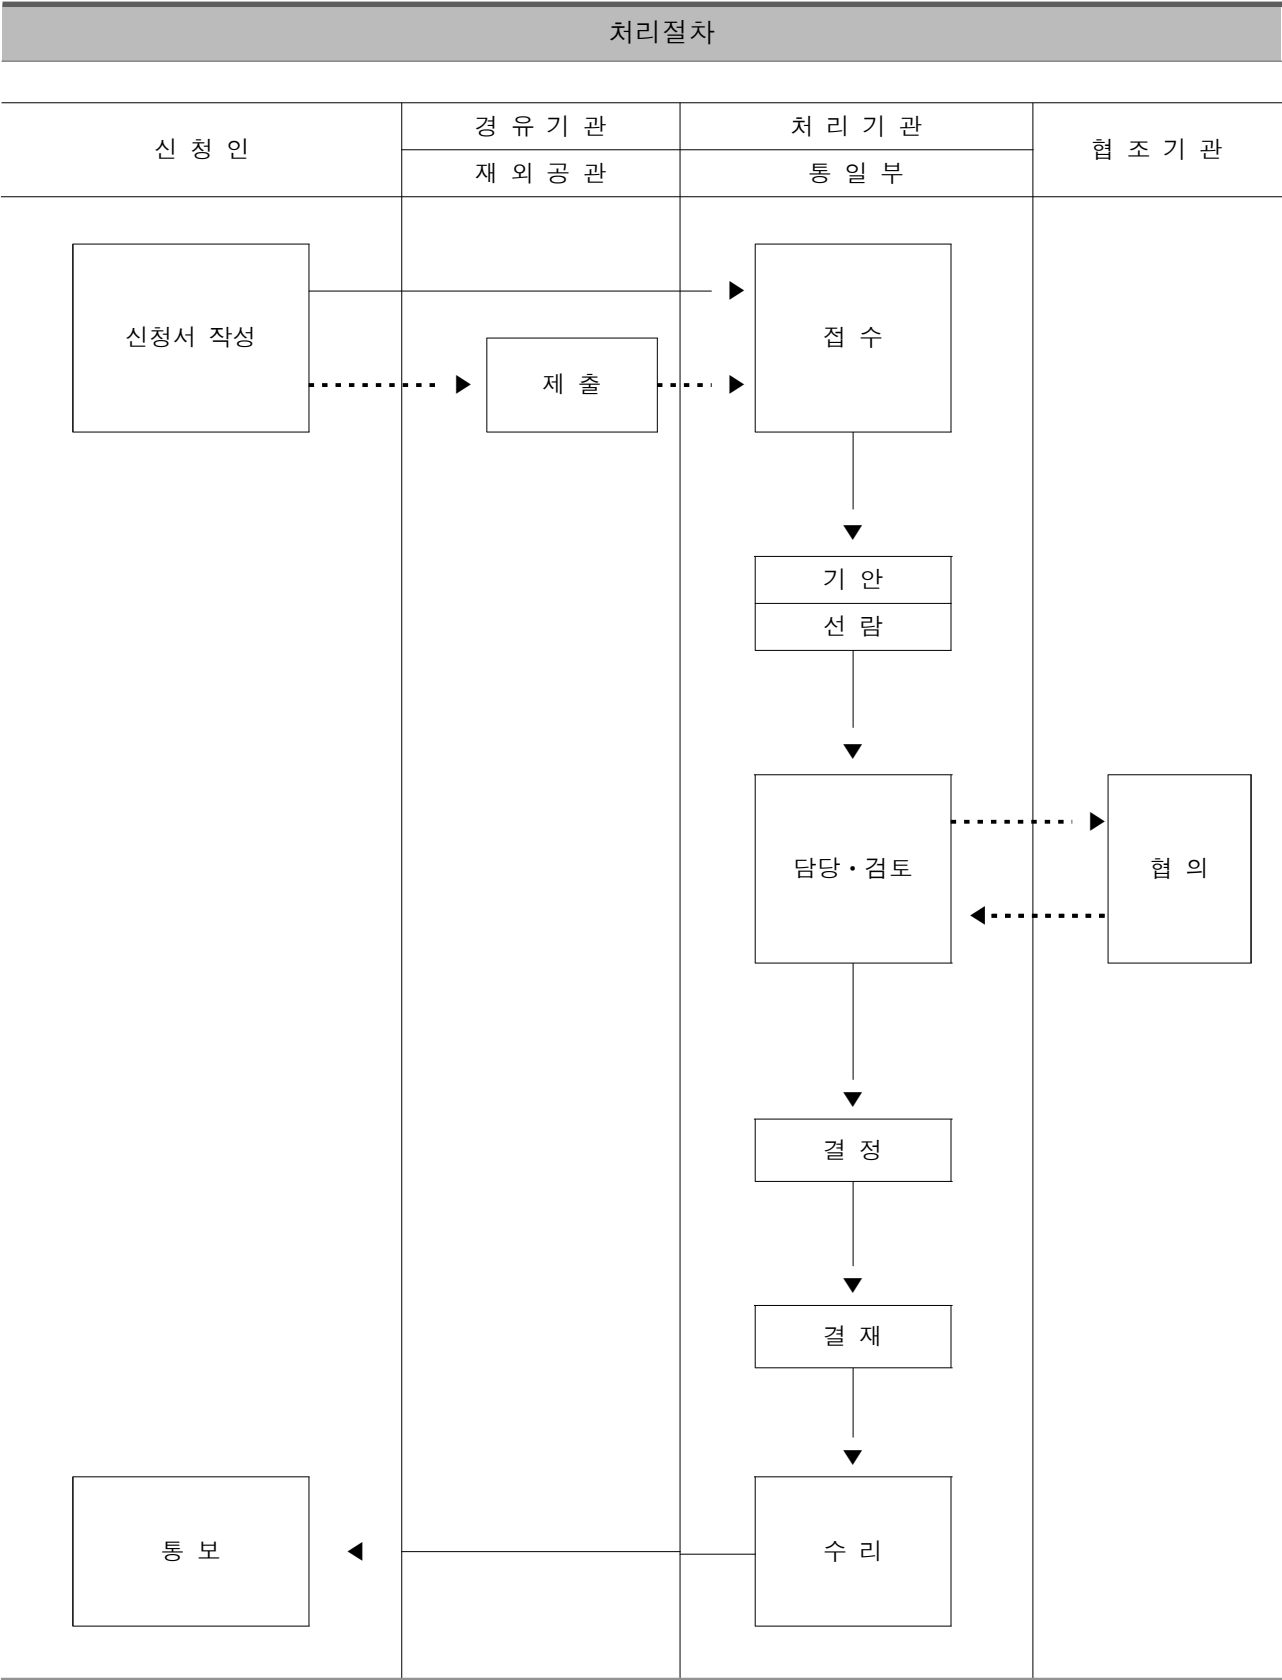 처리절차
신 청 인
경 유 기 관
처 리 기 관
협 조 기 관
재 외 공 관
통 일 부
신청서 작성
제 출
접 수
기 안
선 람
담당·검토
협 의
결 정
결 재
통 보
수 리